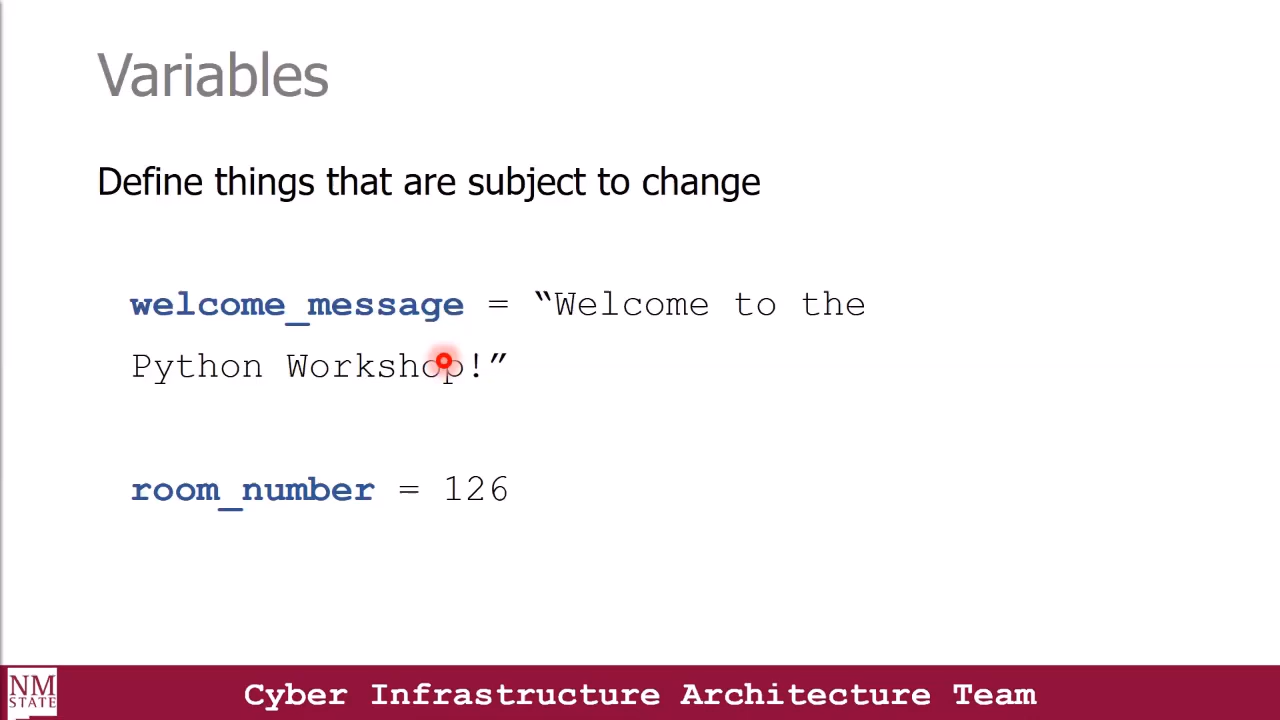 Variables
Define things that are subject to change
welcome_message = “Welcome to the
Python Workshop!”
room_number = 126
NM
STATE
Cyber Infrastructure Architecture Team